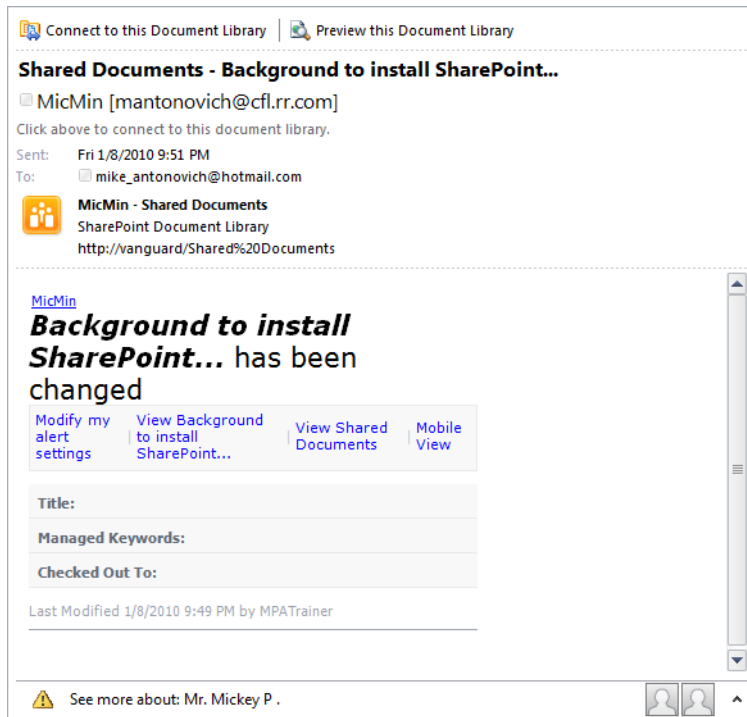 Connect to this Document Library Preview this Document Library
Shared Documents - Background to install SharePoint...
MicMin [mantonovich@cfl.rr.com]
Click above to connect to this document library.
Sent: Fri 1/8/2010 9:51 PM
To: mike_antonovich@hotmail.com
MicMin - Shared Documents
SharePoint Document Library
http://vanguard/Shared%20Documents
MicMin
Background to install
SharePoint... has been
changed
Modify my alert settings | View Background to install SharePoint... | View Shared Documents | Mobile View
Title:
Managed Keywords:
Checked Out To:
Last Modified 1/8/2010 9:49 PM by MPATrainer
See more about: Mr. Mickey P .